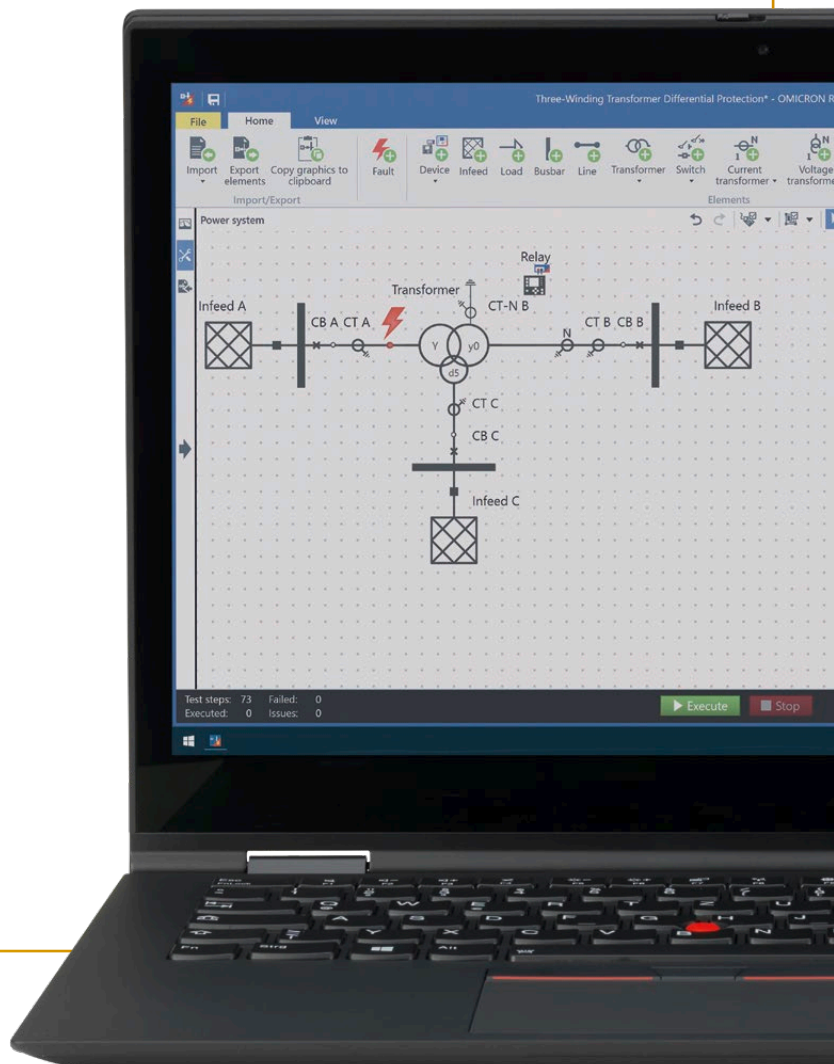 Three-Winding Transformer Differential Protection* - OMICRON R
File Home View
Import Export elements Copy graphics to clipboard Fault Device Infeed Load Busbar Line Transformer Switch Current transformer Voltage transforme
Import/Export Elements
Power system
Relay
Transformer CT-N B
Infeed A CB A CT A N CT B CB B Infeed B
Y y0
d5
CT C
CB C
Infeed C
Test steps: 73 Failed: 0
Executed: 0 Issues: 0
Execute Stop
A S D F G H J
Y X C V B N
Fn Strg Alt